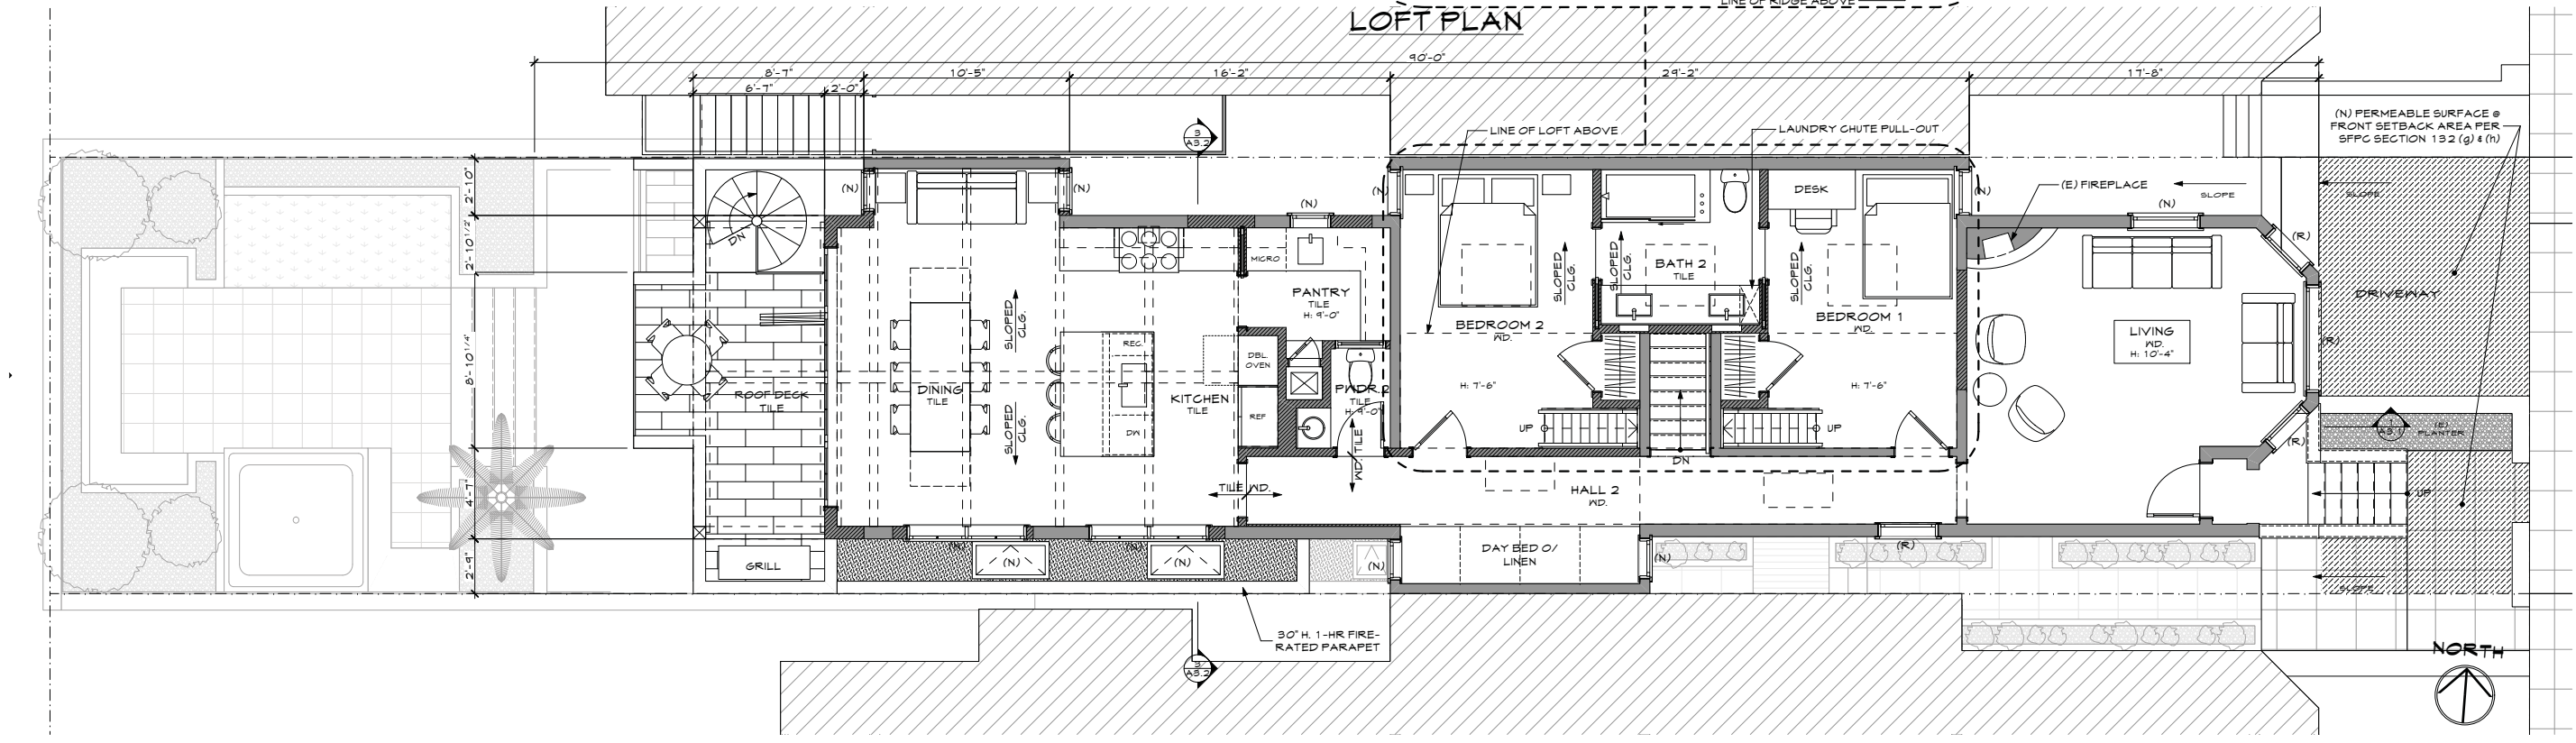 LINE OF RIDGE ABOVE
LOFT PLAN
90'-0"
8'-7"
10'-5"
16'-2"
29'-2"
17'-8"
6'-7"
2'-0"
(N) PERMEABLE SURFACE @
FRONT SETBACK AREA PER
SFPC SECTION 132 (g) & (h)
3
A3.2
LINE OF LOFT ABOVE
LAUNDRY CHUTE PULL-OUT
2'-10"
2'-10 1/2"
8'-10 1/4"
4'-7"
2'-9"
(N)
(N)
(N)
(N)
(N)
(N)
DN
DESK
(E) FIREPLACE
SLOPE
SLOPE
(R)
MICRO
PANTRY
TILE
H: 9'-0"
SLOPED
CLG.
SLOPED
CLG.
BATH 2
TILE
SLOPED
CLG.
BEDROOM 2
WD.
BEDROOM 1
WD.
H: 7'-6"
H: 7'-6"
LIVING
WD.
H: 10'-4"
DRIVEWAY
(R)
SLOPED
CLG.
SLOPED
CLG.
REC.
DW
DBL.
OVEN
REF
ROOF DECK
TILE
DINING
TILE
KITCHEN
TILE
PWDR 2
TILE
H: 9'-0"
UP
UP
DN
A3.1
(E)
PLANTER
(R)
WD. TILE
TILE WD.
HALL 2
WD.
UP
GRILL
(N)
(N)
(N)
(N)
(N)
DAY BED O/
LINEN
(N)
(R)
SLOPE
30" H. 1-HR FIRE-
RATED PARAPET
3
A3.2
NORTH